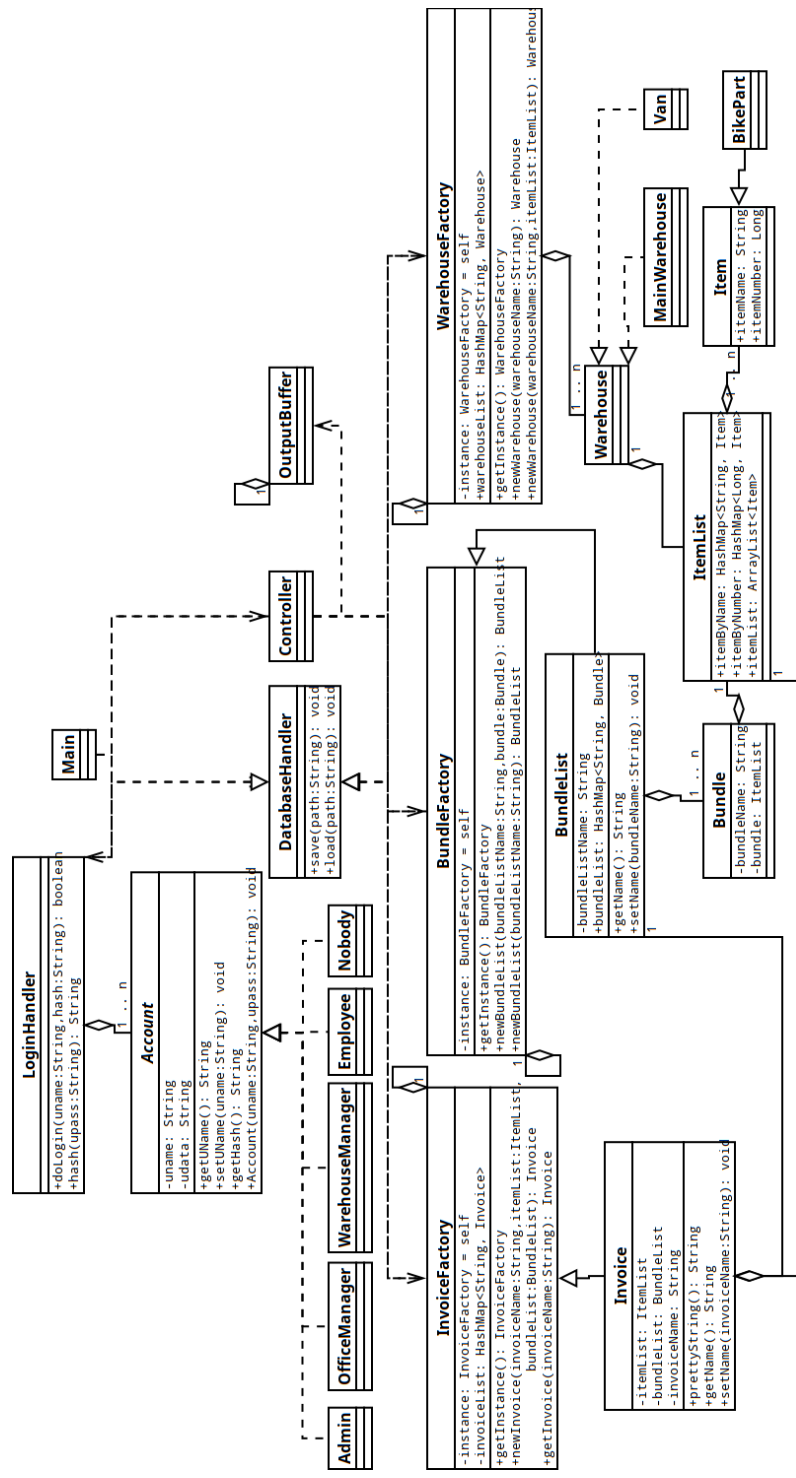 LoginHandler
+doLogin(uname:String,hash:String): boolean
+hash(upass:String): String
1 .. n
Account
-uname: String
-udata: String
+getUName(): String
+setUName(uname:String): void
+getHash(): String
+Account(uname:String,upass:String): void
Admin
OfficeManager
WarehouseManager
Employee
Nobody
Main
DatabaseHandler
+save(path:String): void
+load(path:String): void
Controller
OutputBuffer
1
InvoiceFactory
-instance: InvoiceFactory = self
-invoiceList: HashMap<String, Invoice>
+getInstance(): InvoiceFactory
+newInvoice(invoiceName:String,itemList:ItemList,
bundleList:BundleList): Invoice
+getInvoice(invoiceName:String): Invoice
1
BundleFactory
-instance: BundleFactory = self
+getInstance(): BundleFactory
+newBundleList(bundleListName:String,bundle:Bundle): BundleList
+newBundleList(bundleListName:String): BundleList
1
WarehouseFactory
-instance: WarehouseFactory = self
+warehouseList: HashMap<String, Warehouse>
+getInstance(): WarehouseFactory
+newWarehouse(warehouseName:String): Warehouse
+newWarehouse(warehouseName:String,itemList:ItemList): Warehou
1
Invoice
-itemList: ItemList
-bundleList: BundleList
-invoiceName: String
+prettyString(): String
+getName(): String
+setName(invoiceName:String): void
BundleList
-bundleListName: String
+bundleList: HashMap<String, Bundle>
+getName(): String
+setName(bundleName:String): void
1
1 .. n
Bundle
-bundleName: String
-bundle: ItemList
1
Warehouse
1 .. n
1
MainWarehouse
Van
ItemList
+itemByName: HashMap<String, Item>
+itemByNumber: HashMap<Long, Item>
+itemList: ArrayList<Item>
1
1 .. n
Item
+itemName: String
+itemNumber: Long
BikePart